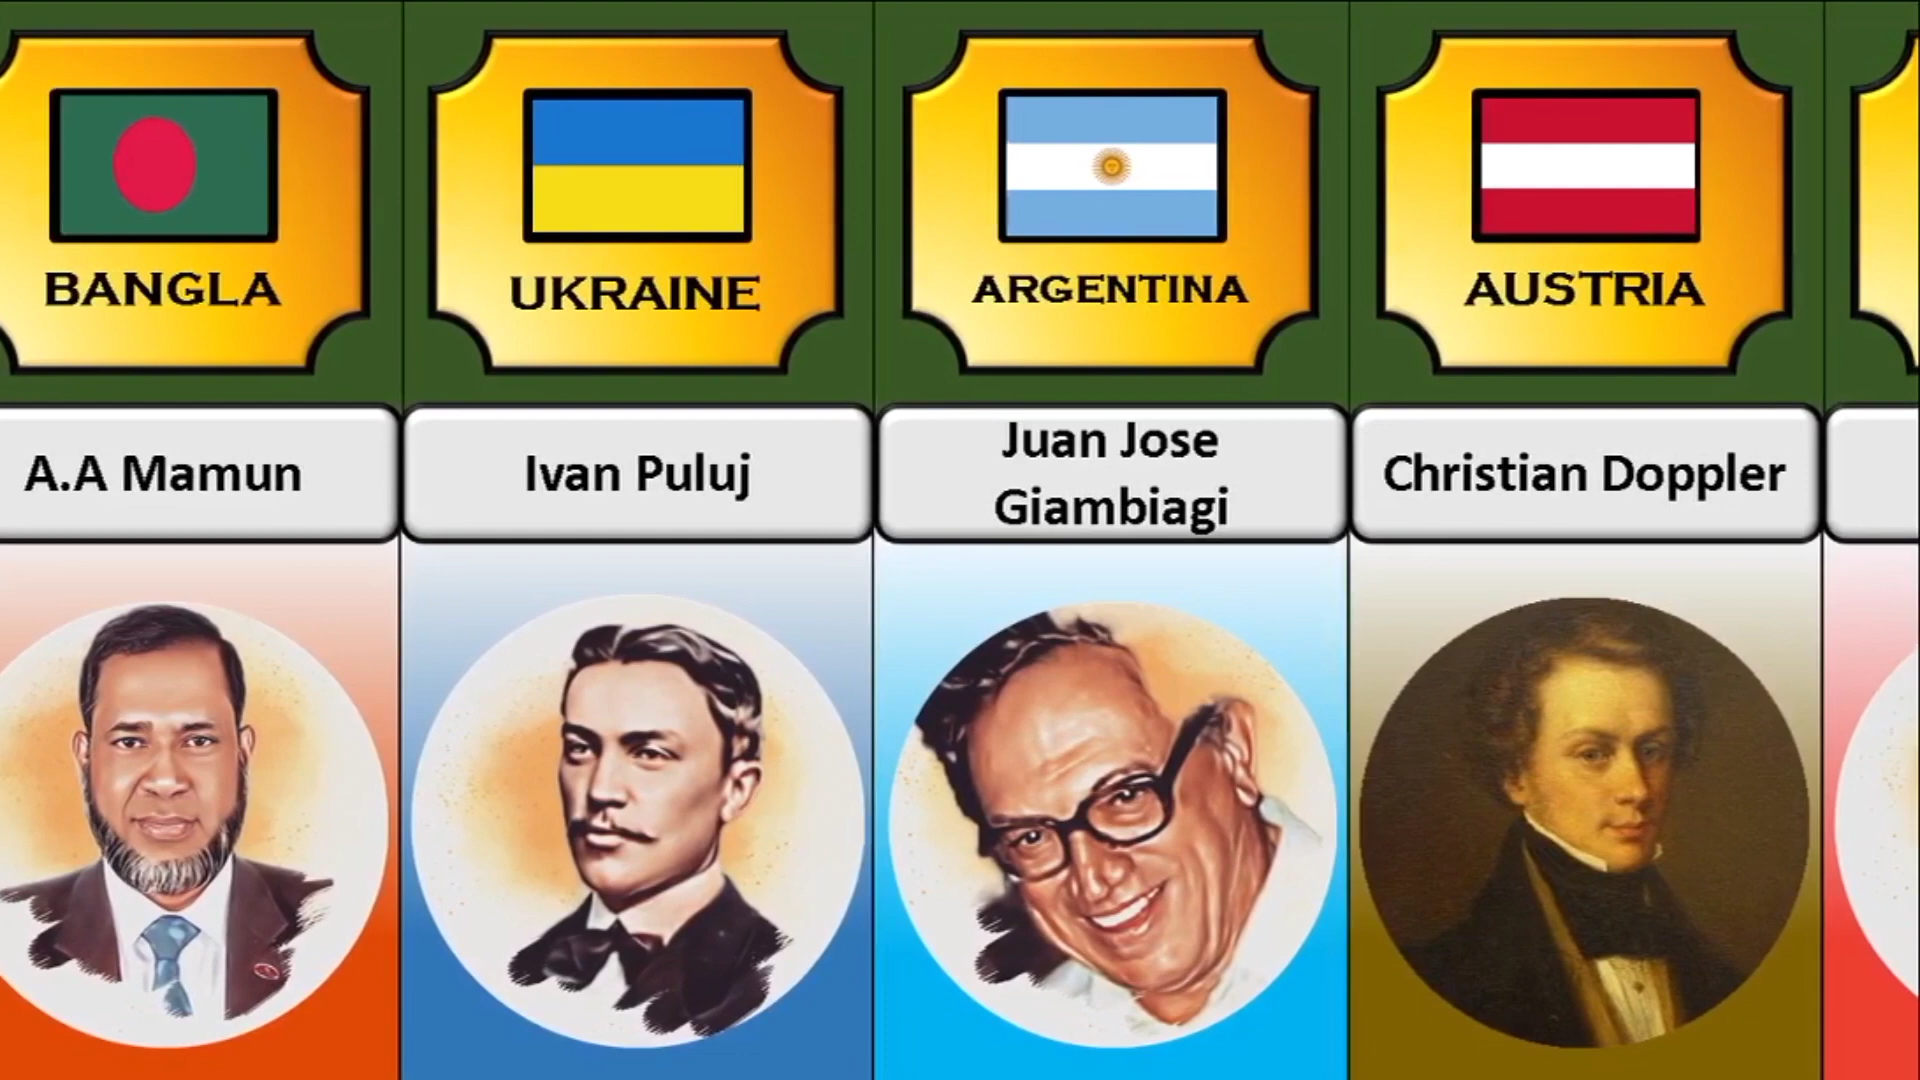 BANGLA
UKRAINE
ARGENTINA
AUSTRIA
A.A Mamun
Ivan Puluj
Juan Jose
Giambiagi
Christian Doppler